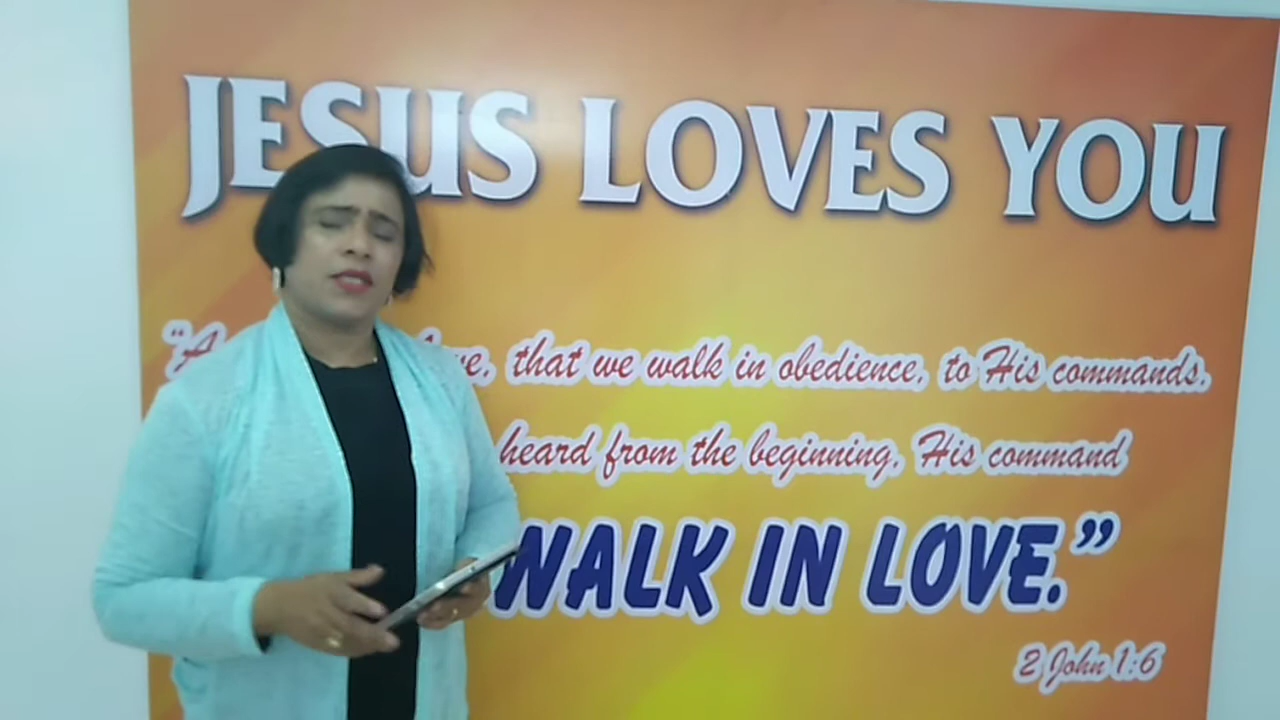 JESUS LOVES YOU
that we walk in obedience, to His commands.
heard from the beginning, His command
WALK IN LOVE.”
2 John 1:6